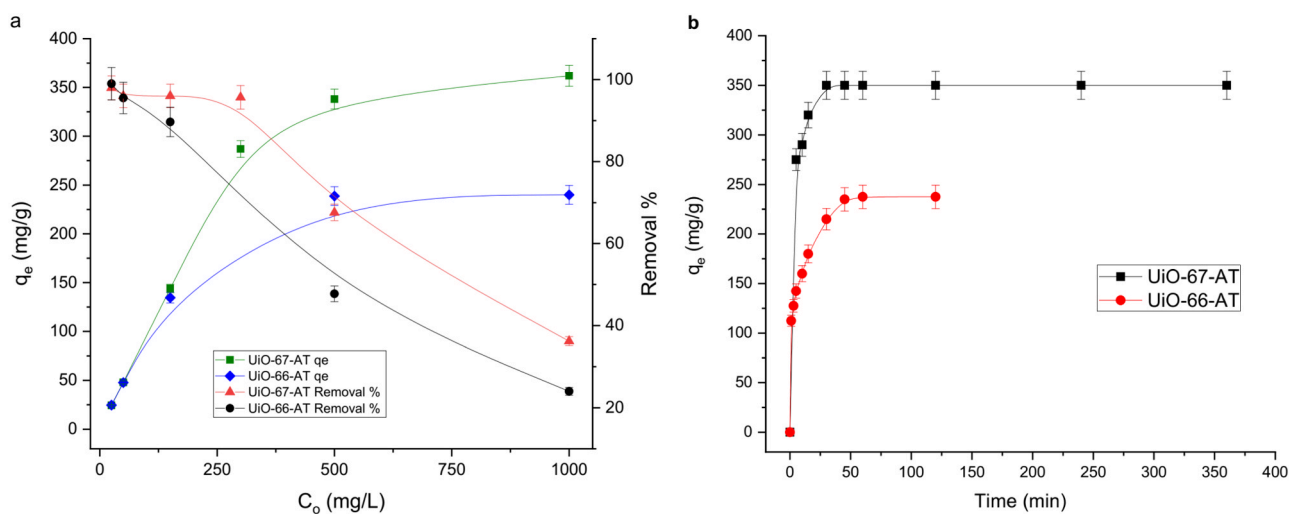 a
400
350
300
250
200
150
100
50
0
qₑ (mg/g)
100
80
60
40
20
Removal %
0
250
500
750
1000
Cₒ (mg/L)
UiO-67-AT qe
UiO-66-AT qe
UiO-67-AT Removal %
UiO-66-AT Removal %
b
400
350
300
250
200
150
100
50
0
qₑ (mg/g)
0
50
100
150
200
250
300
350
400
Time (min)
UiO-67-AT
UiO-66-AT